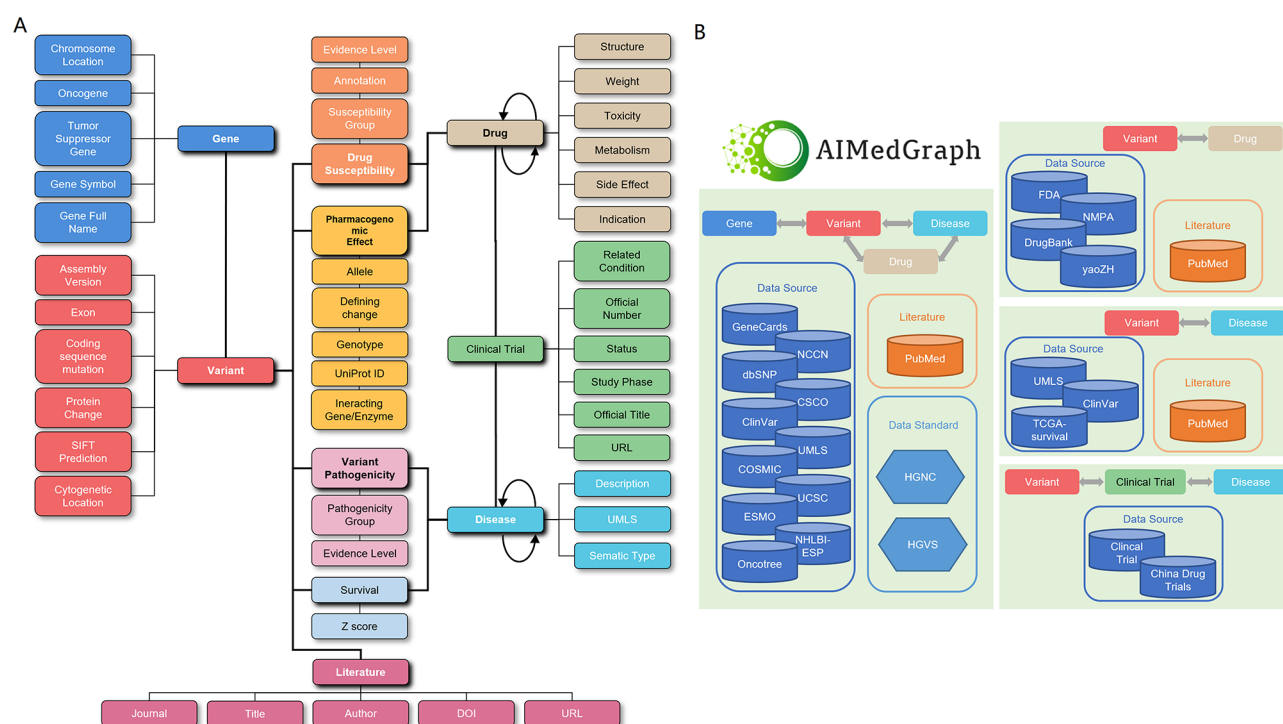 A
Chromosome
Location
Oncogene
Tumor
Suppressor
Gene
Gene Symbol
Gene Full
Name
Gene
Assembly
Version
Exon
Coding
sequence
mutation
Protein
Change
SIFT
Prediction
Cytogenetic
Location
Variant
Evidence Level
Annotation
Susceptibility
Group
Drug
Susceptibility
Pharmacogeno
mic
Effect
Allele
Defining
change
Genotype
UniProt ID
Ineracting
Gene/Enzyme
Variant
Pathogenicity
Pathogenicity
Group
Evidence Level
Survival
Z score
Literature
Journal
Title
Author
DOI
URL
Drug
Structure
Weight
Toxicity
Metabolism
Side Effect
Indication
Clinical Trial
Related
Condition
Official
Number
Status
Study Phase
Official Title
URL
Disease
Description
UMLS
Sematic Type
B
AIMedGraph
Gene
Variant
Disease
Drug
Data Source
GeneCards
NCCN
dbSNP
CSCO
ClinVar
UMLS
COSMIC
UCSC
ESMO
NHLBI-
ESP
Oncotree
Literature
PubMed
Data Standard
HGNC
HGVS
Variant
Drug
Data Source
FDA
NMPA
DrugBank
yaoZH
Literature
PubMed
Variant
Disease
Data Source
UMLS
ClinVar
TCGA-
survival
Literature
PubMed
Variant
Clinical Trial
Disease
Data Source
Clincal
Trial
China Drug
Trials